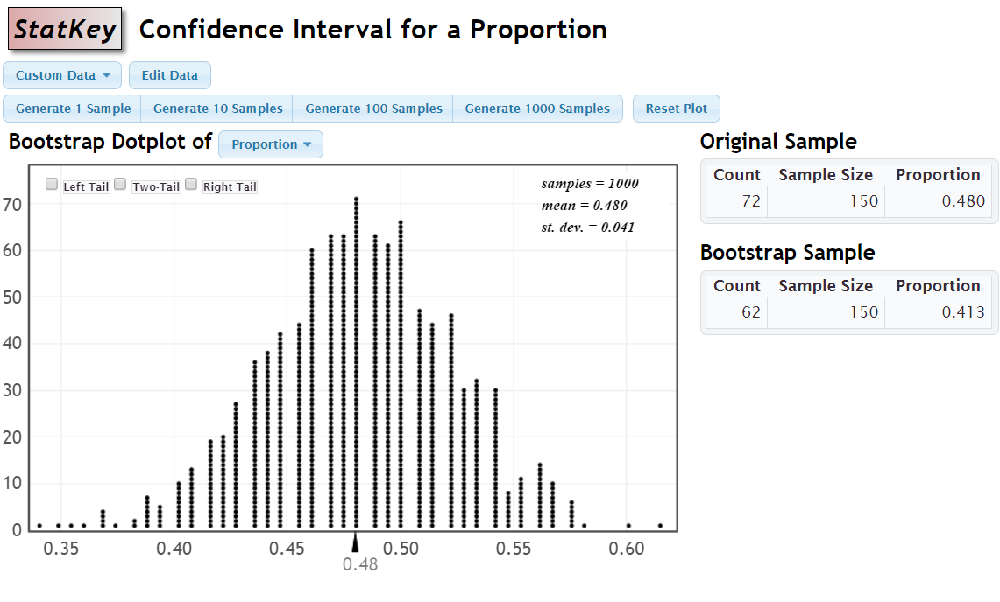 StatKey Confidence Interval for a Proportion
Custom Data Edit Data
Generate 1 Sample Generate 10 Samples Generate 100 Samples Generate 1000 Samples Reset Plot
Bootstrap Dotplot of Proportion
Left Tail Two-Tail Right Tail
samples = 1000
mean = 0.480
st. dev. = 0.041
70
60
50
40
30
20
10
0
0.35 0.40 0.45 0.50 0.55 0.60
0.48
Original Sample
Count Sample Size Proportion
72 150 0.480
Bootstrap Sample
Count Sample Size Proportion
62 150 0.413